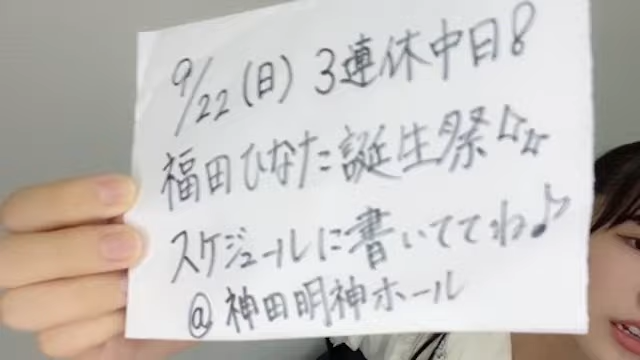 9/22(日) 3連休中日8
福田ひなた誕生祭☆☆
スケジュールに書いててね♪
@神田明神ホール